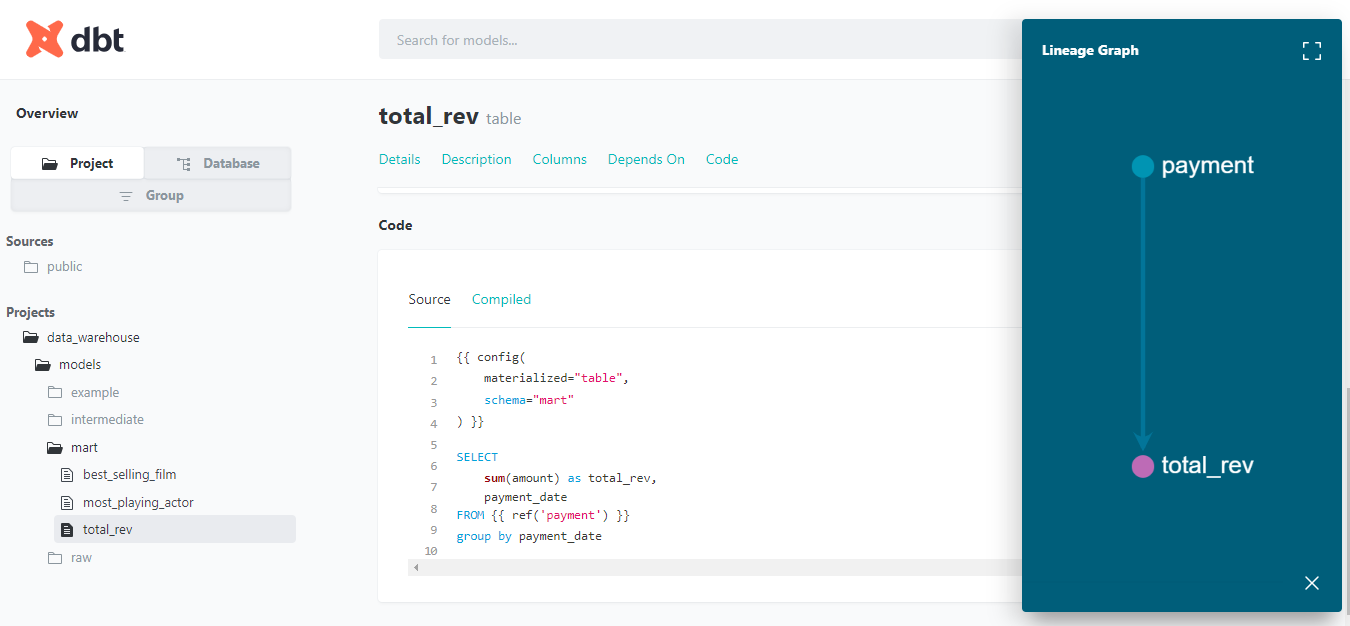 dbt
Search for models...
Overview
Project
Database
Group
Sources
public
Projects
data_warehouse
models
example
intermediate
mart
best_selling_film
most_playing_actor
total_rev
raw
total_rev table
Details Description Columns Depends On Code
Code
Source Compiled
1 {{ config(
2 materialized="table",
3 schema="mart"
4 ) }}
5
6 SELECT
7 sum(amount) as total_rev,
payment_date
8 FROM {{ ref('payment') }}
9 group by payment_date
10
Lineage Graph
payment
total_rev